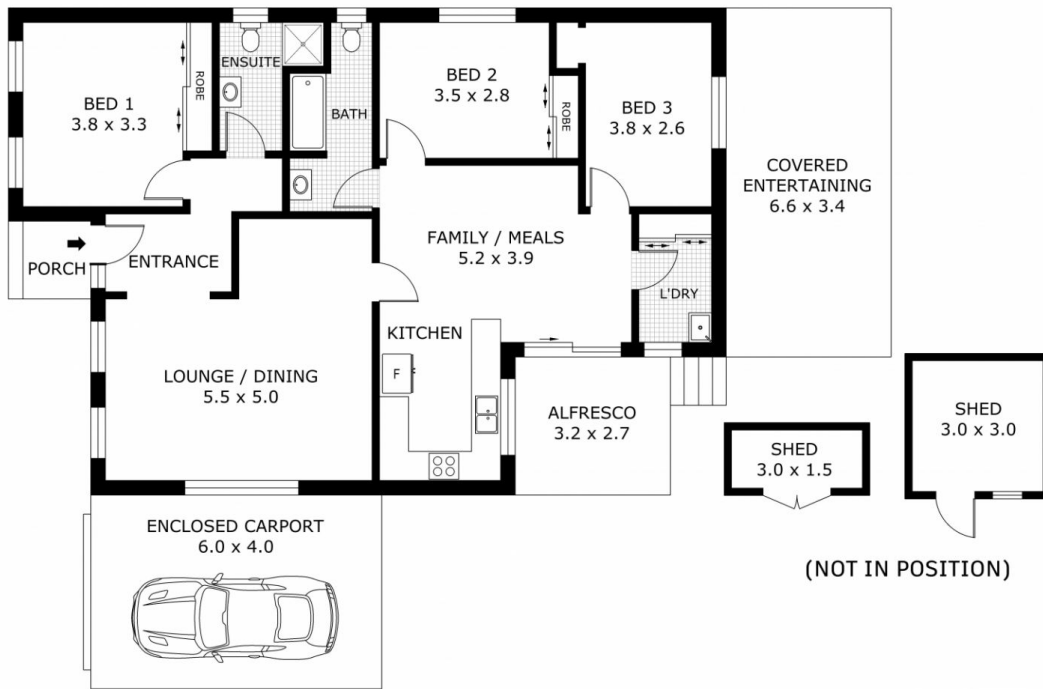 BED 1
3.8 x 3.3
ROBE
ENSUITE
BATH
BED 2
3.5 x 2.8
ROBE
BED 3
3.8 x 2.6
COVERED
ENTERTAINING
6.6 x 3.4
PORCH
ENTRANCE
FAMILY / MEALS
5.2 x 3.9
L'DRY
KITCHEN
F
LOUNGE / DINING
5.5 x 5.0
ALFRESCO
3.2 x 2.7
SHED
3.0 x 1.5
SHED
3.0 x 3.0
ENCLOSED CARPORT
6.0 x 4.0
(NOT IN POSITION)